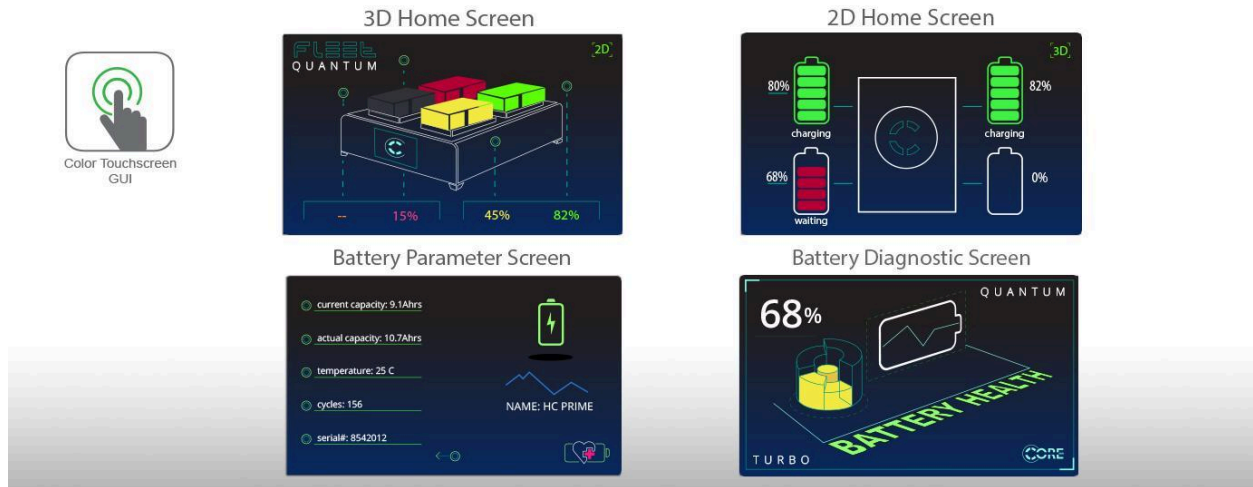 3D Home Screen
2D Home Screen
Color Touchscreen
GUI
FLEET
QUANTUM
[2D]
--
15%
45%
82%
[3D]
80%
82%
charging
charging
68%
0%
waiting
Battery Parameter Screen
Battery Diagnostic Screen
current capacity: 9.1Ahrs
actual capacity: 10.7Ahrs
temperature: 25 C
cycles: 156
serial#: 8542012
NAME: HC PRIME
QUANTUM
68%
BATTERY HEALTH
TURBO
CORE